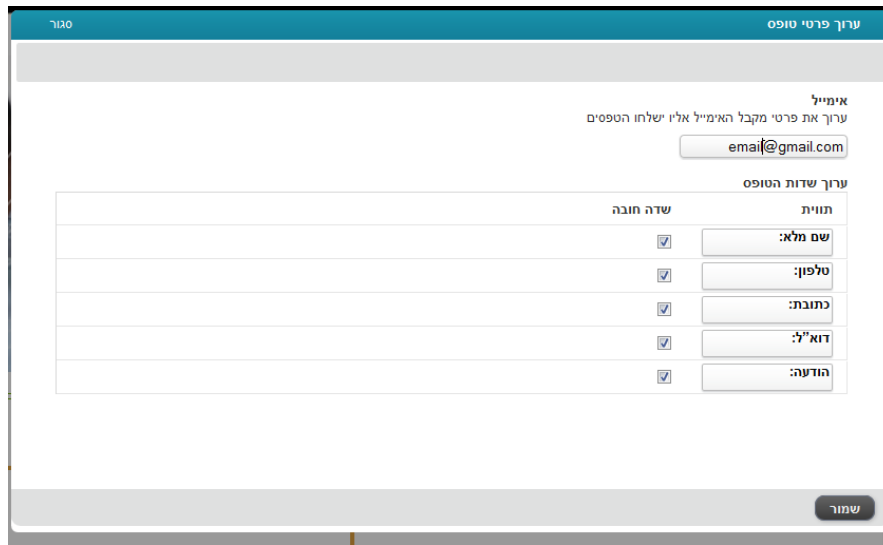 ערוך פרטי טופס
סגור
אימייל
ערוך את פרטי מקבל האימייל אליו ישלחו הטפסים
email@gmail.com
ערוך שדות הטופס
תווית שדה חובה
שם מלא:
טלפון:
כתובת:
דוא"ל:
הודעה:
שמור